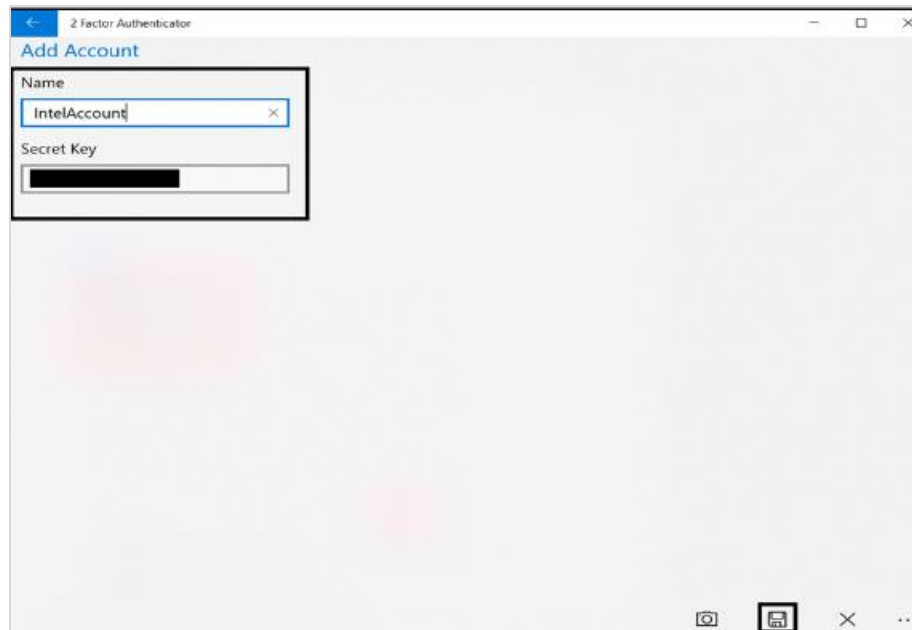 2 Factor Authenticator
Add Account
Name
IntelAccount
Secret Key